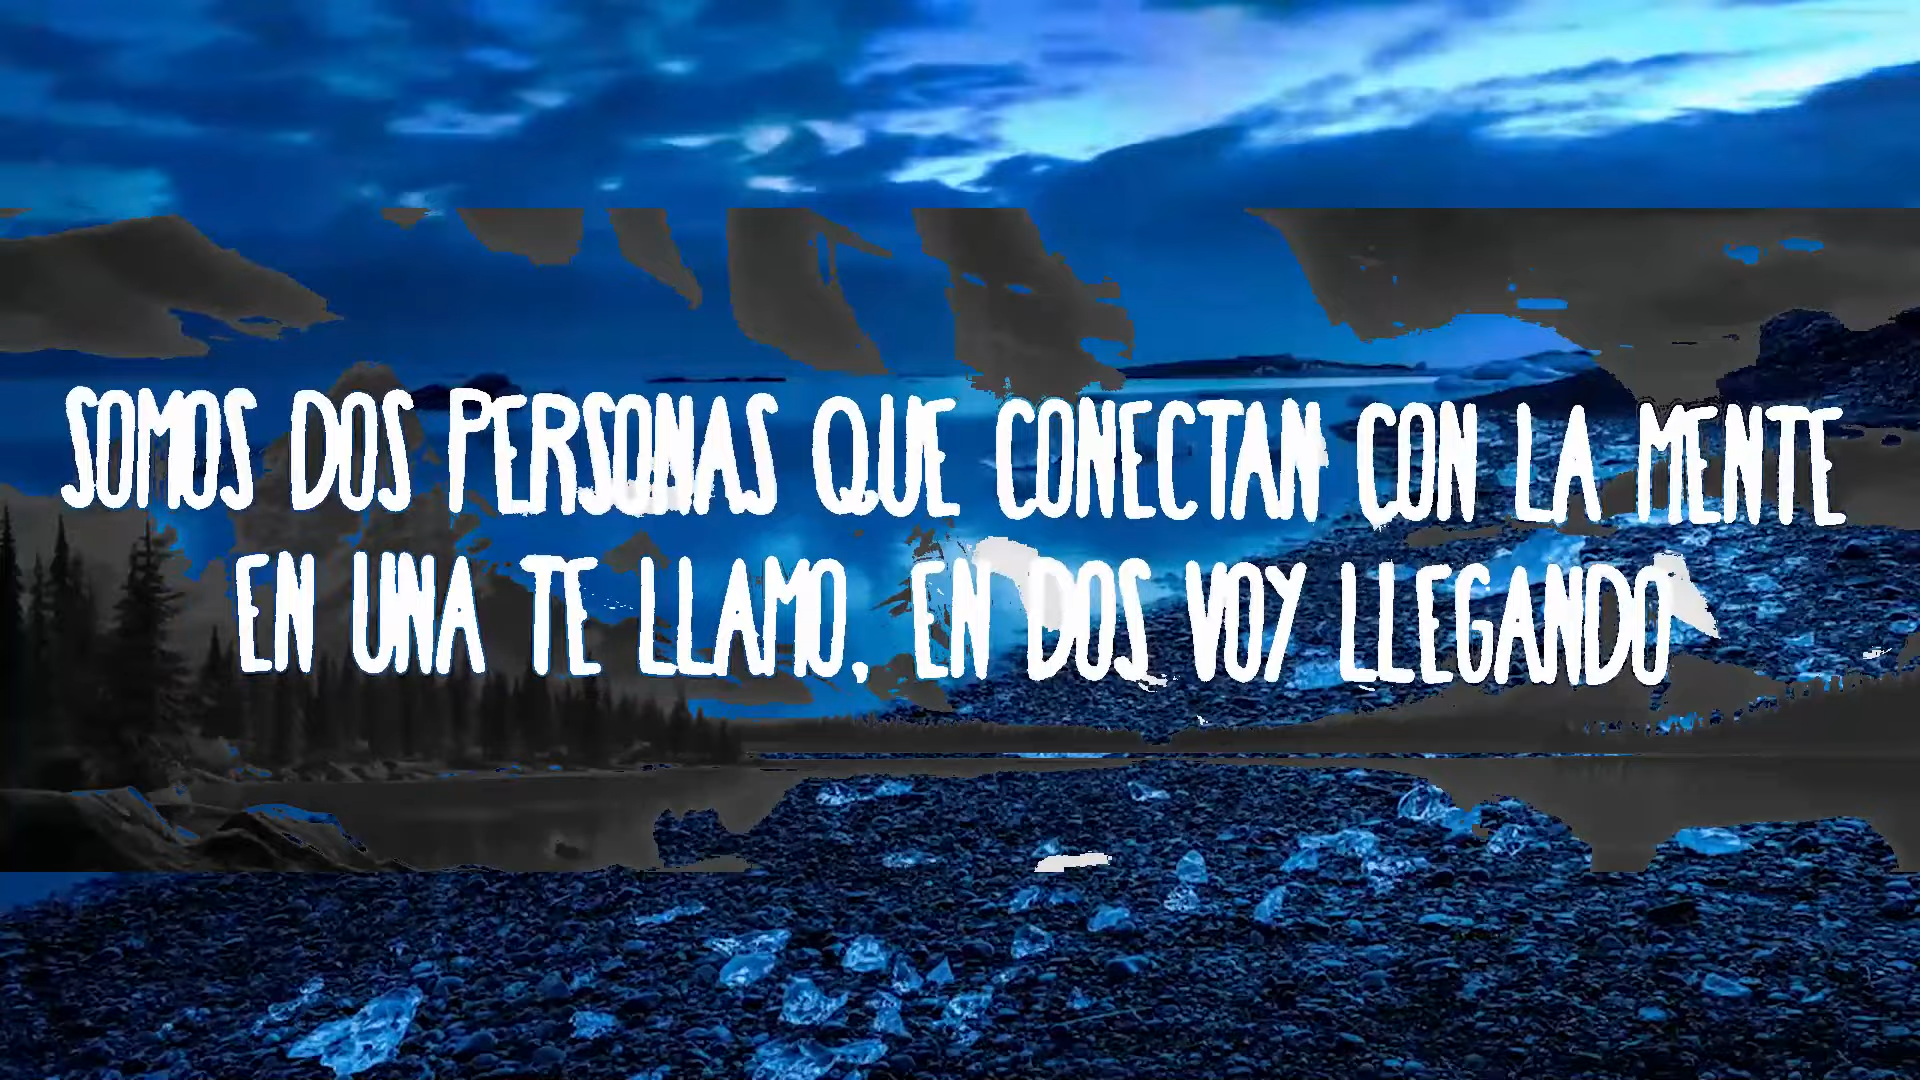 SOMOS DOS PERSONAS QUE CONECTAN CON LA MENTE
EN UNA TE LLAMO, EN DOS VOY LLEGANDO